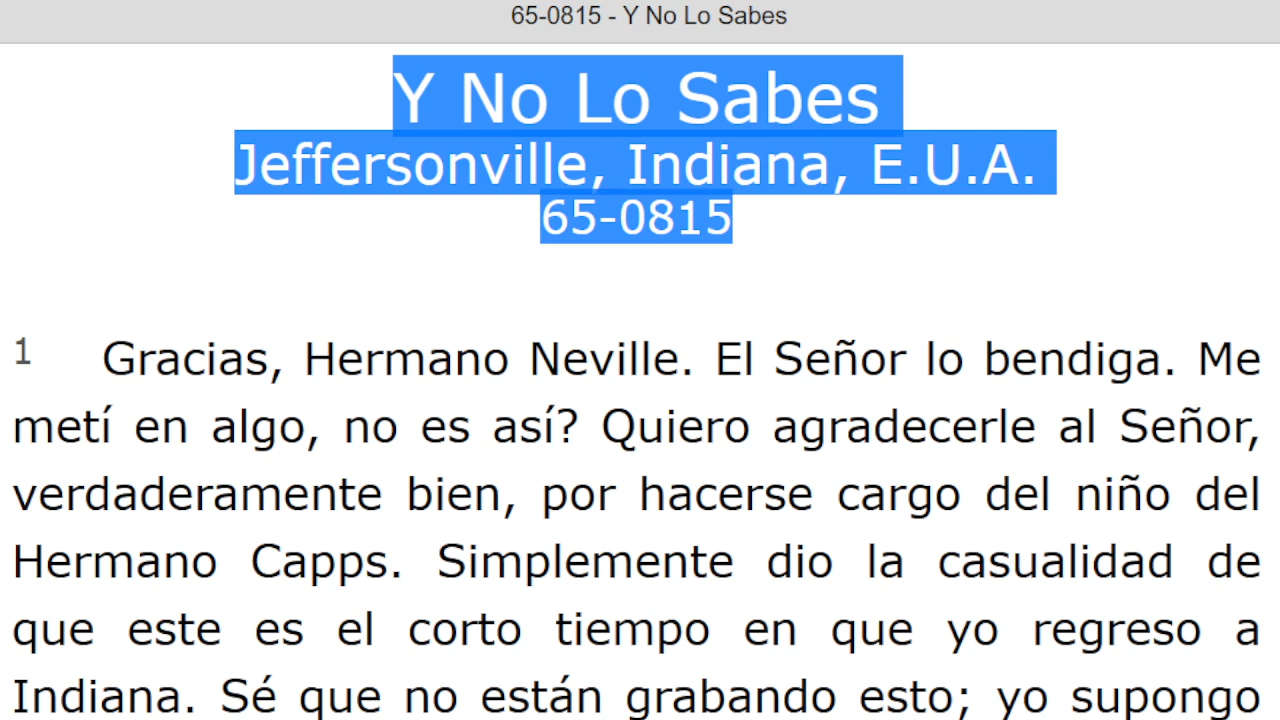 65-0815 - Y No Lo Sabes
Y No Lo Sabes
Jeffersonville, Indiana, E.U.A.
65-0815
1 Gracias, Hermano Neville. El Señor lo bendiga. Me
metí en algo, no es así? Quiero agradecerle al Señor,
verdaderamente bien, por hacerse cargo del niño del
Hermano Capps. Simplemente dio la casualidad de
que este es el corto tiempo en que yo regreso a
Indiana. Sé que no están grabando esto; yo supongo